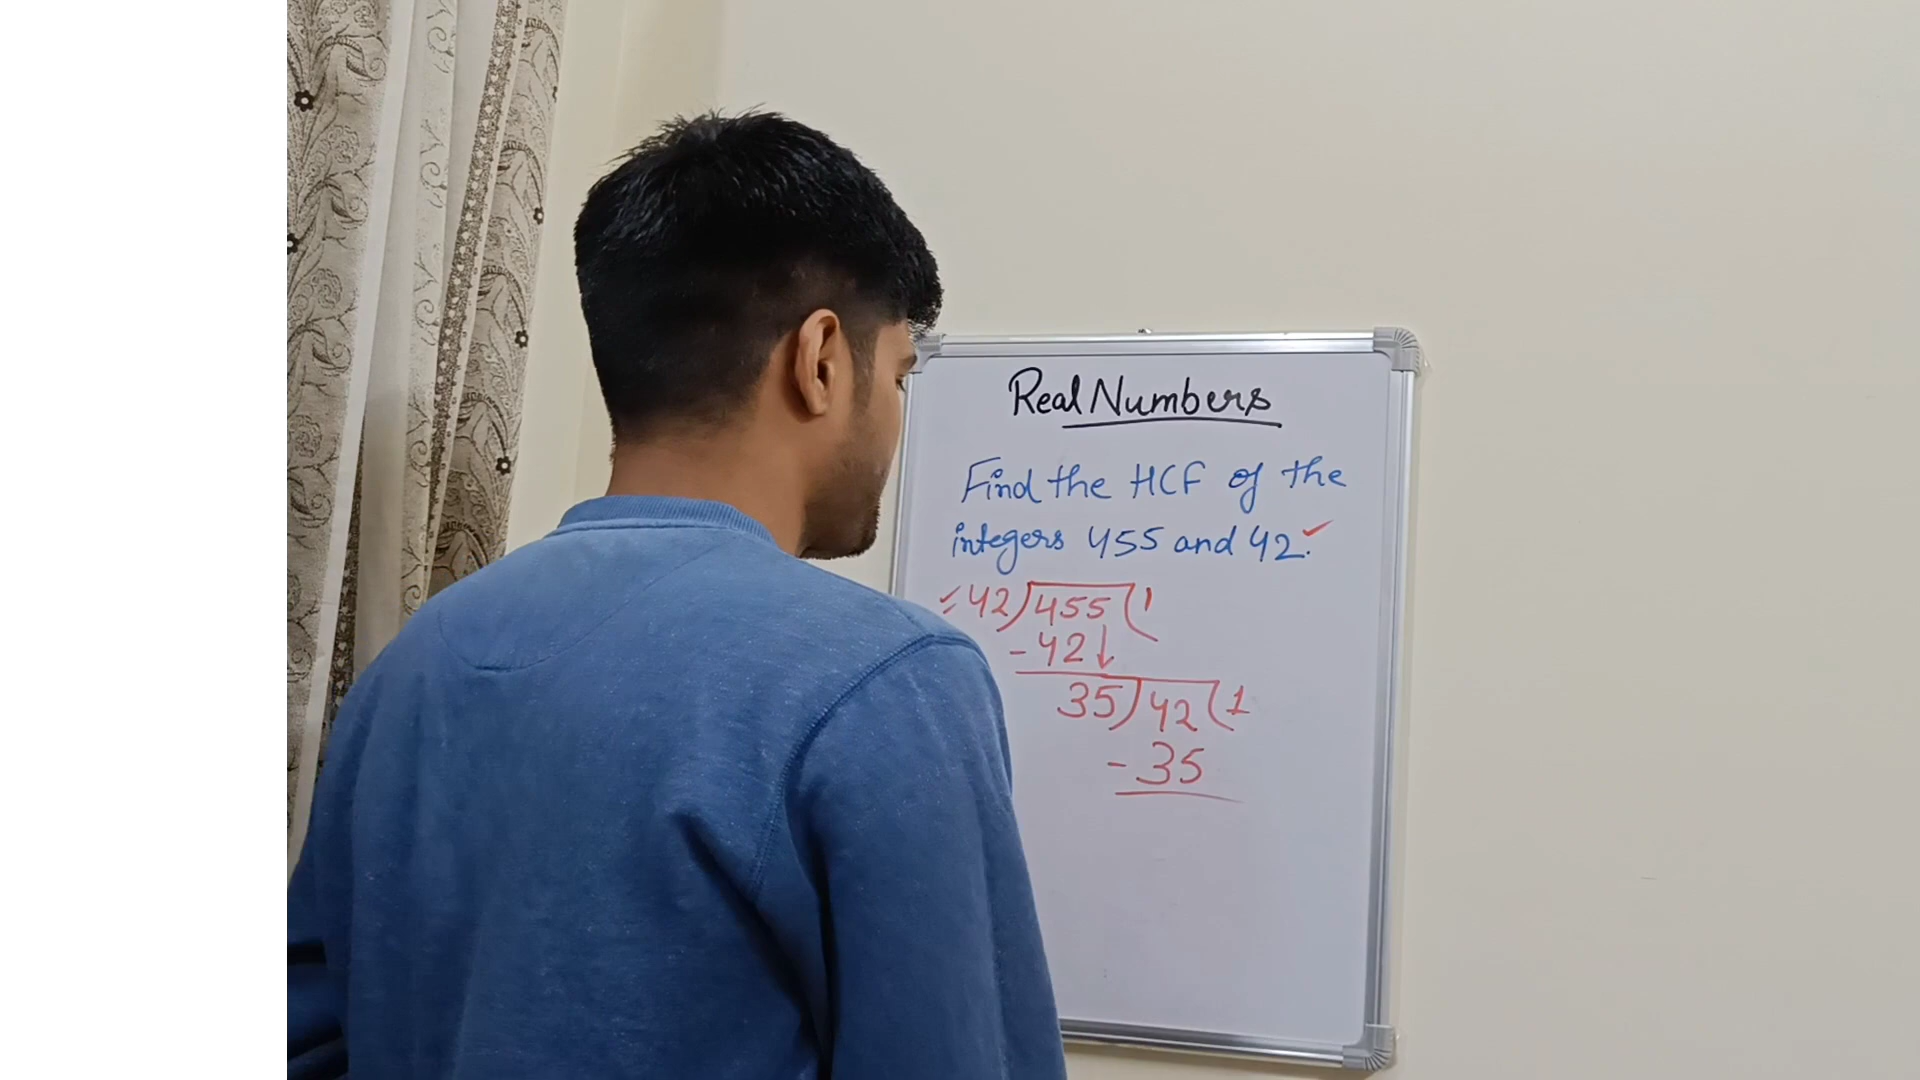 Real Numbers
Find the HCF of the
integers 455 and 42.
42)455(1
-42↓
35)42(1
-35